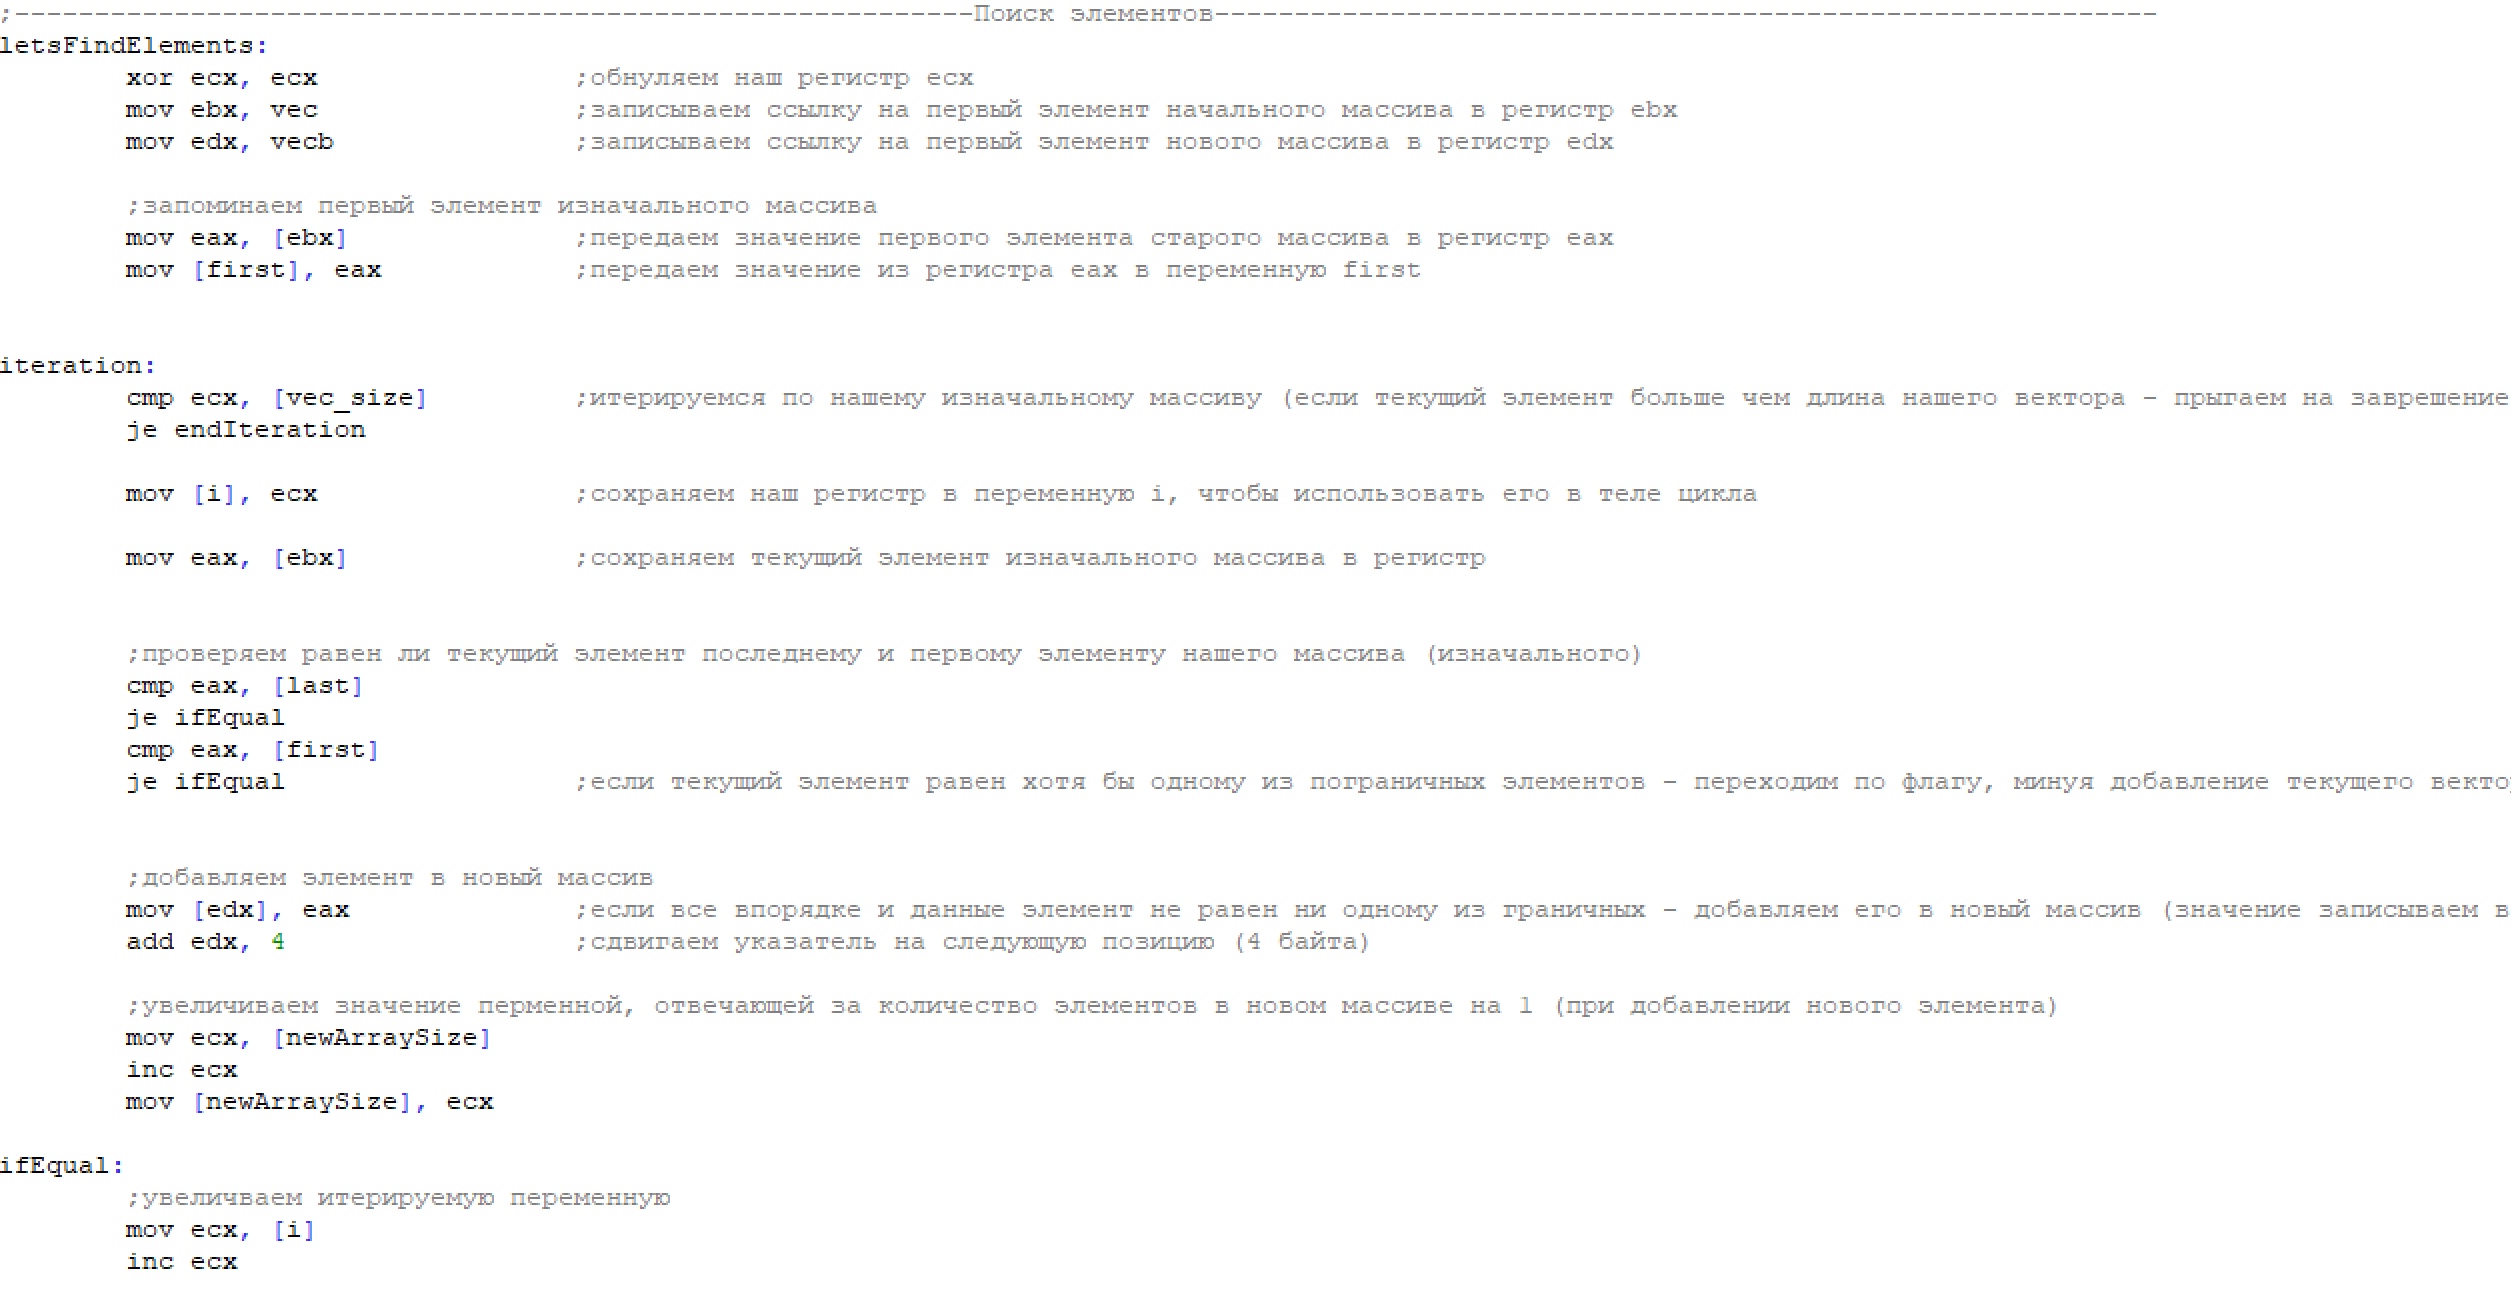 ;------------------------------------------------------------Поиск элементов-----------------------------------------------------------
letsFindElements:
xor ecx, ecx ;обнуляем наш регистр ecx
mov ebx, vec ;записываем ссылку на первый элемент начального массива в регистр ebx
mov edx, vecb ;записываем ссылку на первый элемент нового массива в регистр edx
;запоминаем первый элемент изначального массива
mov eax, [ebx] ;передаем значение первого элемента старого массива в регистр eax
mov [first], eax ;передаем значение из регистра eax в переменную first
iteration:
cmp ecx, [vec_size] ;итерируемся по нашему изначальному массиву (если текущий элемент больше чем длина нашего вектора - прыгаем на заврешение
je endIteration
mov [i], ecx ;сохраняем наш регистр в переменную i, чтобы использовать его в теле цикла
mov eax, [ebx] ;сохраняем текущий элемент изначального массива в регистр
;проверяем равен ли текущий элемент последнему и первому элементу нашего массива (изначального)
cmp eax, [last]
je ifEqual
cmp eax, [first]
je ifEqual ;если текущий элемент равен хотя бы одному из пограничных элементов - переходим по флагу, минуя добавление текущего
;добавляем элемент в новый массив
mov [edx], eax ;если все впорядке и данные элемент не равен ни одному из граничных - добавляем его в новый массив (значение записываем в
add edx, 4 ;сдвигаем указатель на следующую позицию (4 байта)
;увеличиваем значение перменной, отвечающей за количество элементов в новом массиве на 1 (при добавлении нового элемента)
mov ecx, [newArraySize]
inc ecx
mov [newArraySize], ecx
ifEqual:
;увеличваем итерируемую переменную
mov ecx, [i]
inc ecx